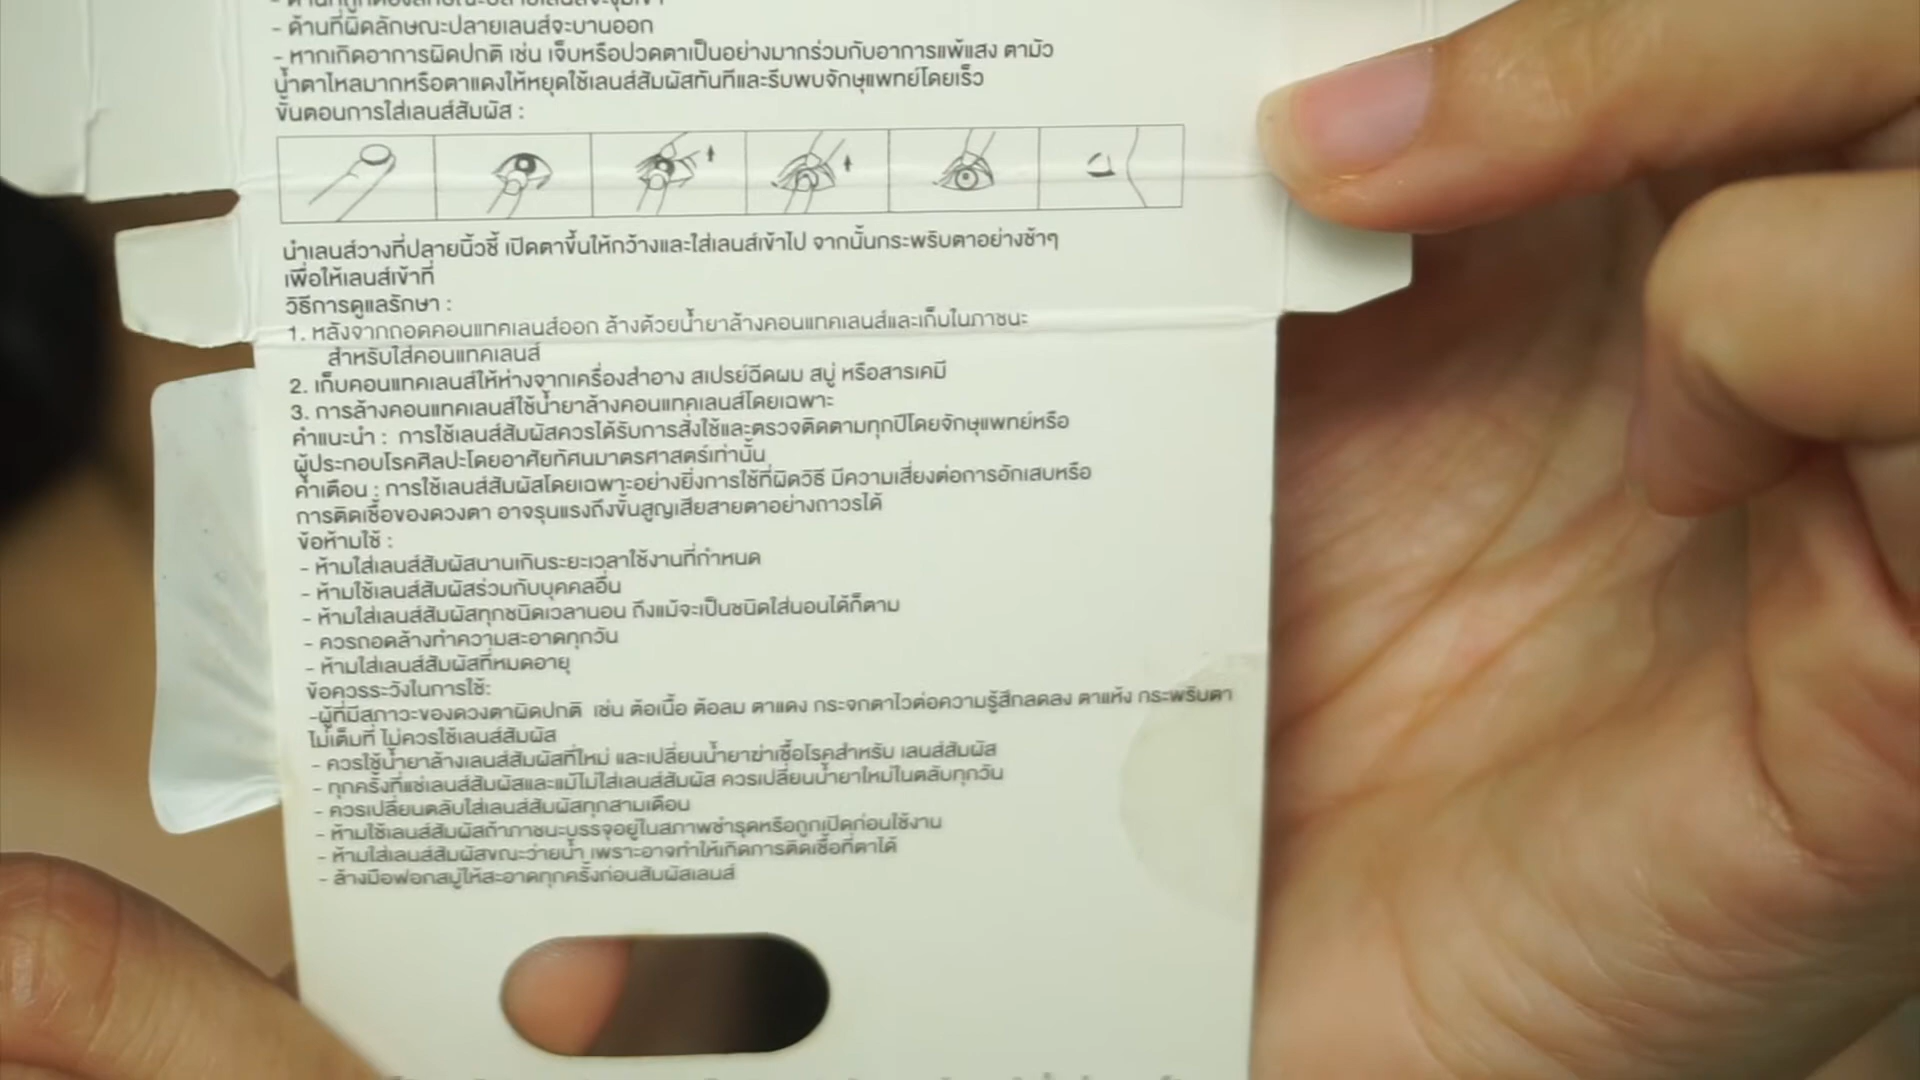 - ด้านที่ผิดลักษณะปลายเลนส์จะบานออก
- หากเกิดอาการผิดปกติ เช่น เจ็บหรือปวดตาเป็นอย่างมากร่วมกับอาการแพ้แสง ตามัว
น้ำตาไหลมากหรือตาแดงให้หยุดใช้เลนส์สัมผัสทันทีและรีบพบจักษุแพทย์โดยเร็ว
ขั้นตอนการใส่เลนส์สัมผัส :
นำเลนส์วางที่ปลายนิ้วชี้ เปิดตาขึ้นให้กว้างและใส่เลนส์เข้าไป จากนั้นกระพริบตาอย่างช้าๆ
เพื่อให้เลนส์เข้าที่
วิธีการดูแลรักษา :
1. หลังจากถอดคอนแทคเลนส์ออก ล้างด้วยน้ำยาล้างคอนแทคเลนส์และเก็บในภาชนะ
สำหรับใส่คอนแทคเลนส์
2. เก็บคอนแทคเลนส์ให้ห่างจากเครื่องสำอาง สเปรย์ฉีดผม สบู่ หรือสารเคมี
3. การล้างคอนแทคเลนส์ใช้น้ำยาล้างคอนแทคเลนส์โดยเฉพาะ
คำแนะนำ : การใช้เลนส์สัมผัสควรได้รับการสั่งใช้และตรวจติดตามทุกปีโดยจักษุแพทย์หรือ
ผู้ประกอบโรคศิลปะโดยอาศัยทัศนมาตรศาสตร์เท่านั้น
คำเตือน : การใช้เลนส์สัมผัสโดยเฉพาะอย่างยิ่งการใช้ที่ผิดวิธี มีความเสี่ยงต่อการอักเสบหรือ
การติดเชื้อของดวงตา อาจรุนแรงถึงขั้นสูญเสียสายตาอย่างถาวรได้
ข้อห้ามใช้ :
- ห้ามใส่เลนส์สัมผัสนานเกินระยะเวลาใช้งานที่กำหนด
- ห้ามใช้เลนส์สัมผัสร่วมกับบุคคลอื่น
- ห้ามใส่เลนส์สัมผัสทุกชนิดเวลานอน ถึงแม้จะเป็นชนิดใส่นอนได้ก็ตาม
- ควรถอดล้างทำความสะอาดทุกวัน
- ห้ามใส่เลนส์สัมผัสที่หมดอายุ
ข้อควรระวังในการใช้:
-ผู้ที่มีสภาวะของดวงตาผิดปกติ เช่น ต้อเนื้อ ต้อลม ตาแดง กระจกตาไวต่อความรู้สึกลดลง ตาแห้ง กระพริบตา
ไม่เต็มที่ ไม่ควรใช้เลนส์สัมผัส
- ควรใช้น้ำยาล้างเลนส์สัมผัสที่ใหม่ และเปลี่ยนน้ำยาฆ่าเชื้อโรคสำหรับ เลนส์สัมผัส
- ทุกครั้งที่แช่เลนส์สัมผัสและแม้ไม่ใส่เลนส์สัมผัส ควรเปลี่ยนน้ำยาใหม่ในตลับทุกวัน
- ควรเปลี่ยนตลับใส่เลนส์สัมผัสทุกสามเดือน
- ห้ามใช้เลนส์สัมผัสถ้าภาชนะบรรจุอยู่ในสภาพชำรุดหรือถูกเปิดก่อนใช้งาน
- ห้ามใส่เลนส์สัมผัสขณะว่ายน้ำ เพราะอาจทำให้เกิดการติดเชื้อที่ตาได้
- ล้างมือฟอกสบู่ให้สะอาดทุกครั้งก่อนสัมผัสเลนส์